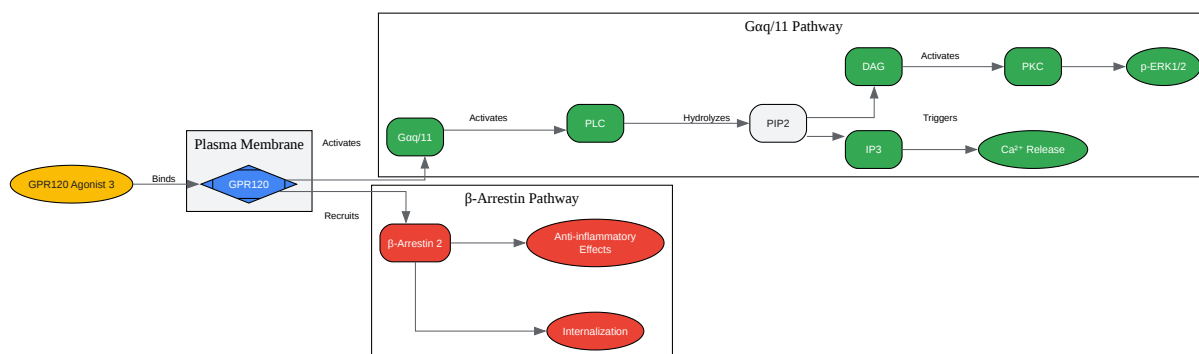 Gαq/11 Pathway
DAG
Activates
PKC
p-ERK1/2
Gαq/11
Activates
PLC
Hydrolyzes
PIP2
Triggers
IP3
Ca²⁺ Release
Plasma Membrane
Activates
GPR120 Agonist 3
Binds
GPR120
Recruits
β-Arrestin Pathway
β-Arrestin 2
Anti-inflammatory
Effects
Internalization